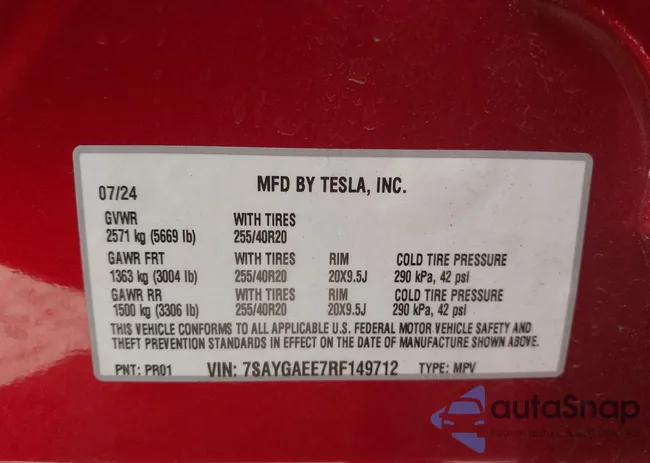 07/24 MFD BY TESLA, INC.
GVWR WITH TIRES
2571 kg (5669 lb) 255/40R20
GAWR FRT WITH TIRES RIM COLD TIRE PRESSURE
1363 kg (3004 lb) 255/40R20 20X9.5J 290 kPa, 42 psi
GAWR RR WITH TIRES RIM COLD TIRE PRESSURE
1500 kg (3306 lb) 255/40R20 20X9.5J 290 kPa, 42 psi
THIS VEHICLE CONFORMS TO ALL APPLICABLE U.S. FEDERAL MOTOR VEHICLE SAFETY AND
THEFT PREVENTION STANDARDS IN EFFECT ON THE DATE OF MANUFACTURE SHOWN ABOVE.
PNT: PR01 VIN: 7SAYGAEE7RF149712 TYPE: MPV
autoSnap